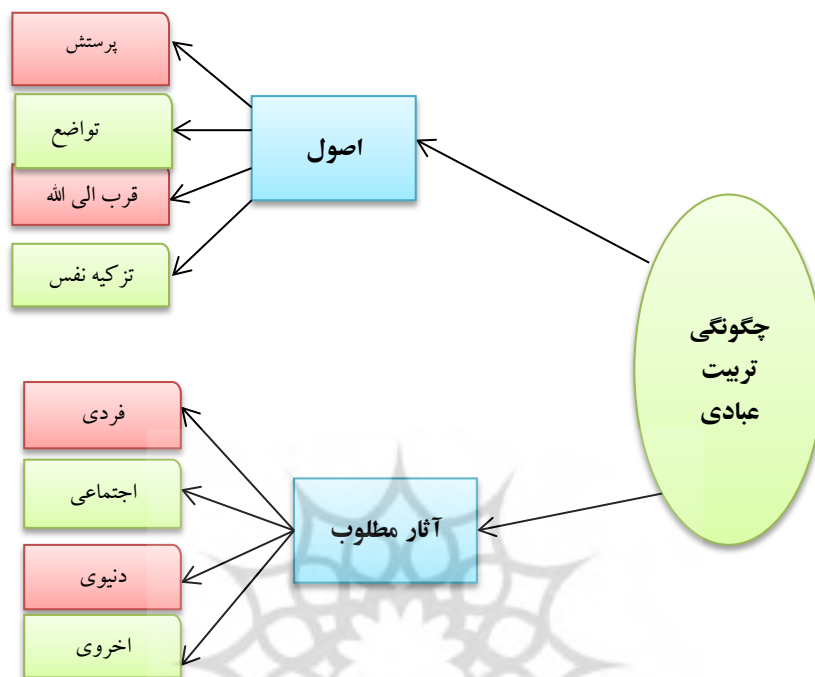 چگونگی
تربیت
عبادی
اصول
پرستش
تواضع
قرب الی الله
تزکیه نفس
آثار مطلوب
فردی
اجتماعی
دنیوی
اخروی